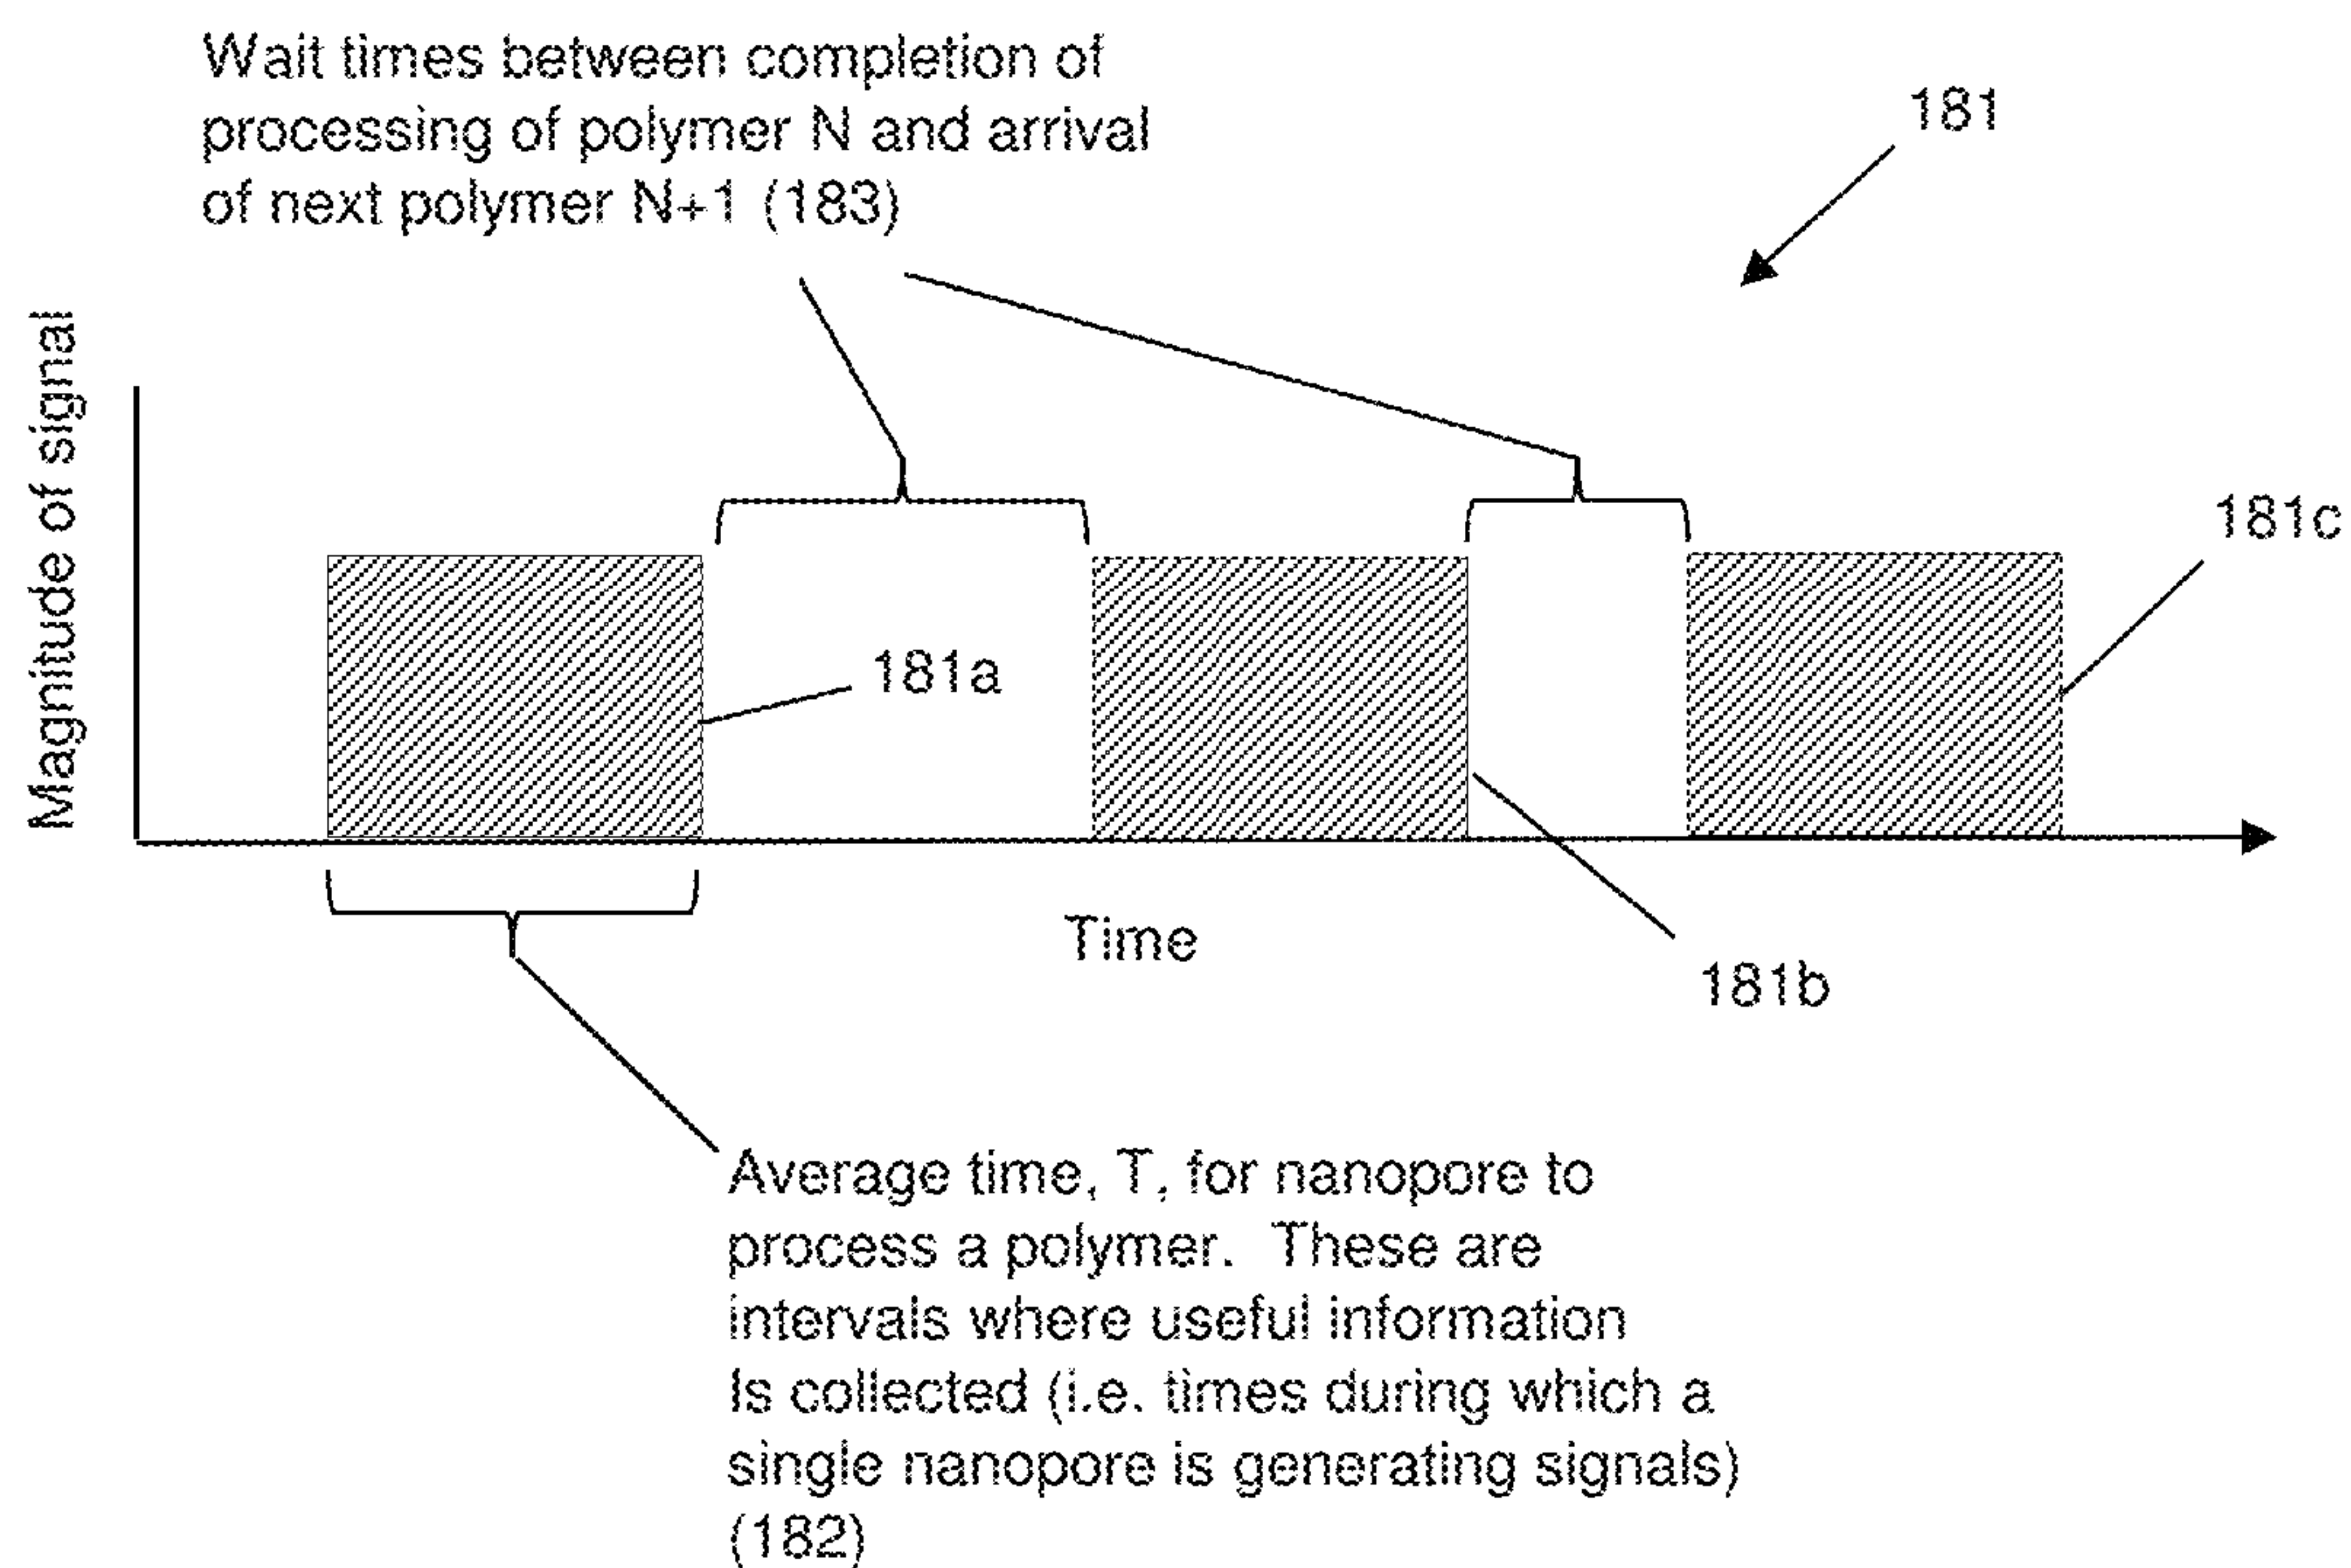 Wait times between completion of
processing of polymer N and arrival
of next polymer N+1 (183)
181
Magnitude of signal
181c
181a
Time
181b
Average time, T, for nanopore to
process a polymer. These are
intervals where useful information
Is collected (i.e. times during which a
single nanopore is generating signals)
(182)